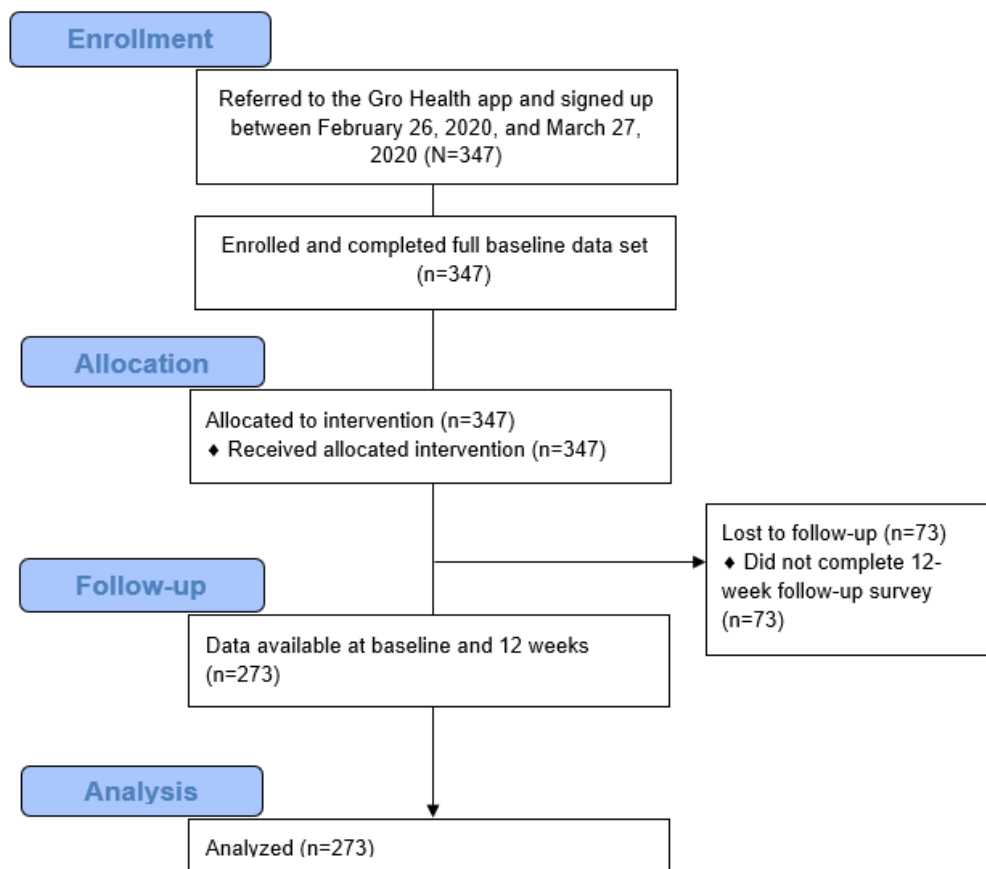 Enrollment
Referred to the Gro Health app and signed up
between February 26, 2020, and March 27,
2020 (N=347)
Enrolled and completed full baseline data set
(n=347)
Allocation
Allocated to intervention (n=347)
♦ Received allocated intervention (n=347)
Lost to follow-up (n=73)
♦ Did not complete 12-
week follow-up survey
(n=73)
Follow-up
Data available at baseline and 12 weeks
(n=273)
Analysis
Analyzed (n=273)